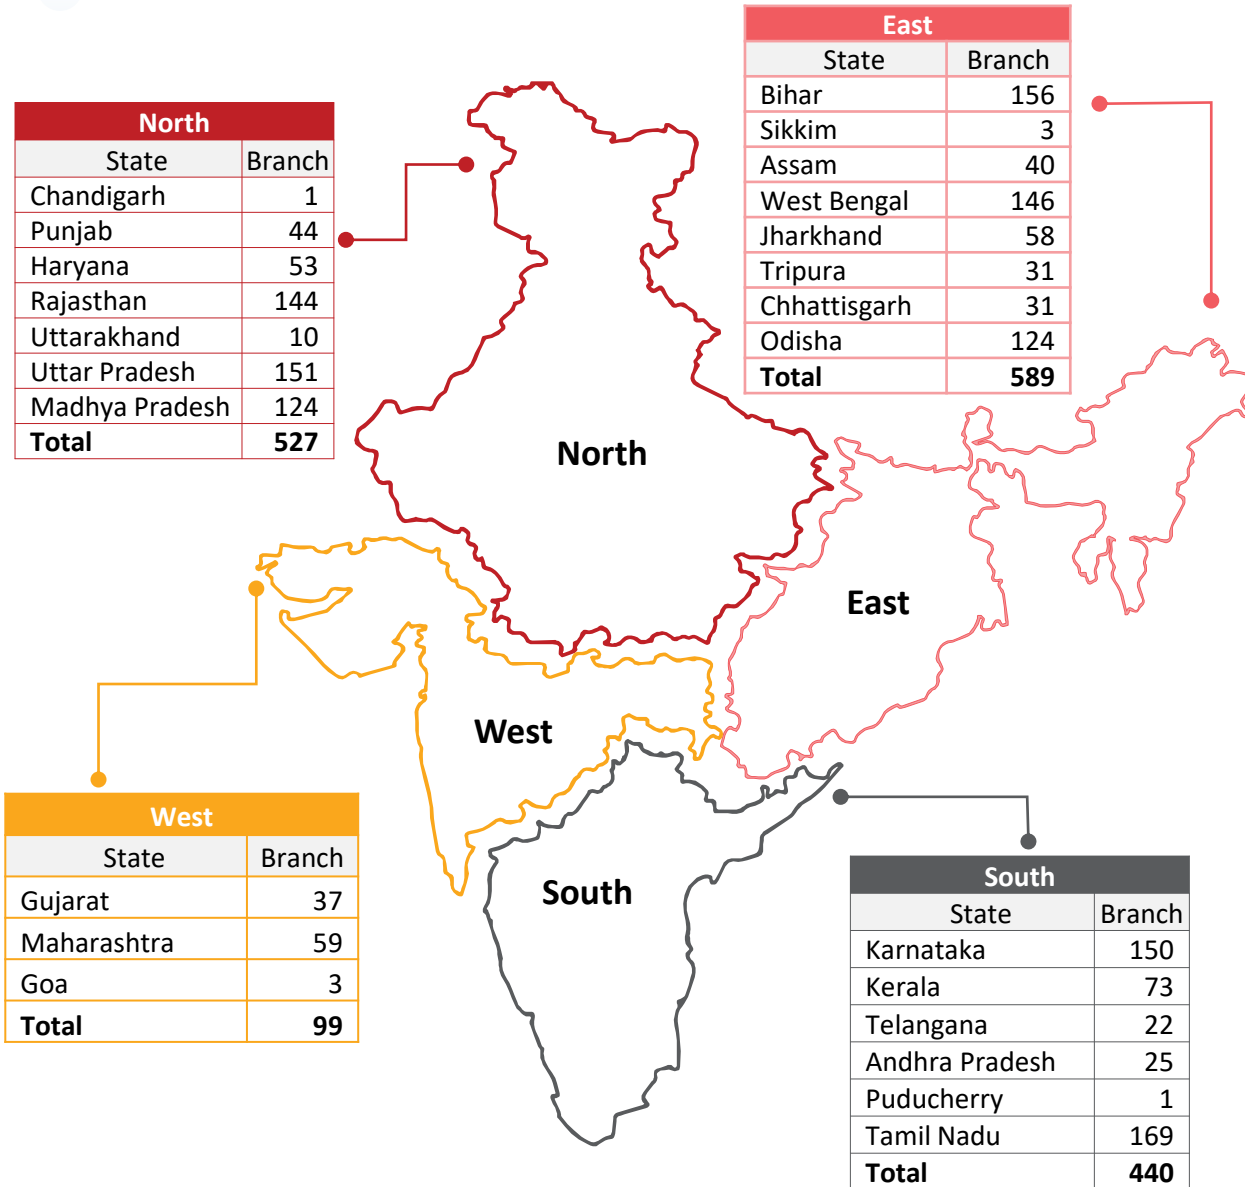 East
State Branch
Bihar 156
Sikkim 3
Assam 40
West Bengal 146
Jharkhand 58
Tripura 31
Chhattisgarh 31
Odisha 124
Total 589
North
State Branch
Chandigarh 1
Punjab 44
Haryana 53
Rajasthan 144
Uttarakhand 10
Uttar Pradesh 151
Madhya Pradesh 124
Total 527
North
East
West
South
West
State Branch
Gujarat 37
Maharashtra 59
Goa 3
Total 99
South
State Branch
Karnataka 150
Kerala 73
Telangana 22
Andhra Pradesh 25
Puducherry 1
Tamil Nadu 169
Total 440